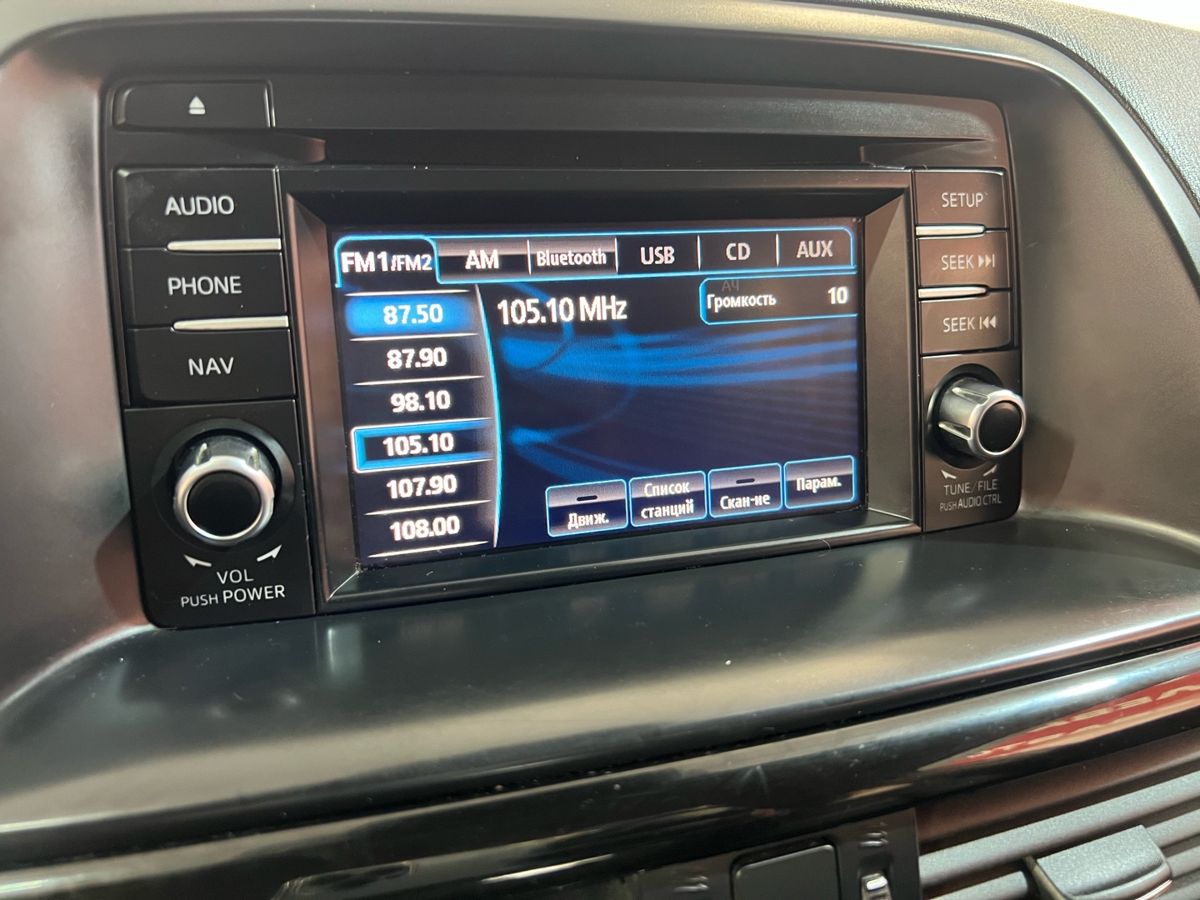 AUDIO
PHONE
NAV
VOL
PUSH POWER
FM1/FM2 AM Bluetooth USB CD AUX
87.50
87.90
98.10
105.10
107.90
108.00
105.10 MHz
АЧ
Громкость 10
Движ.
Список
станций
Скан-ие
Парам.
SETUP
SEEK
SEEK
TUNE/FILE
PUSH AUDIO CTRL